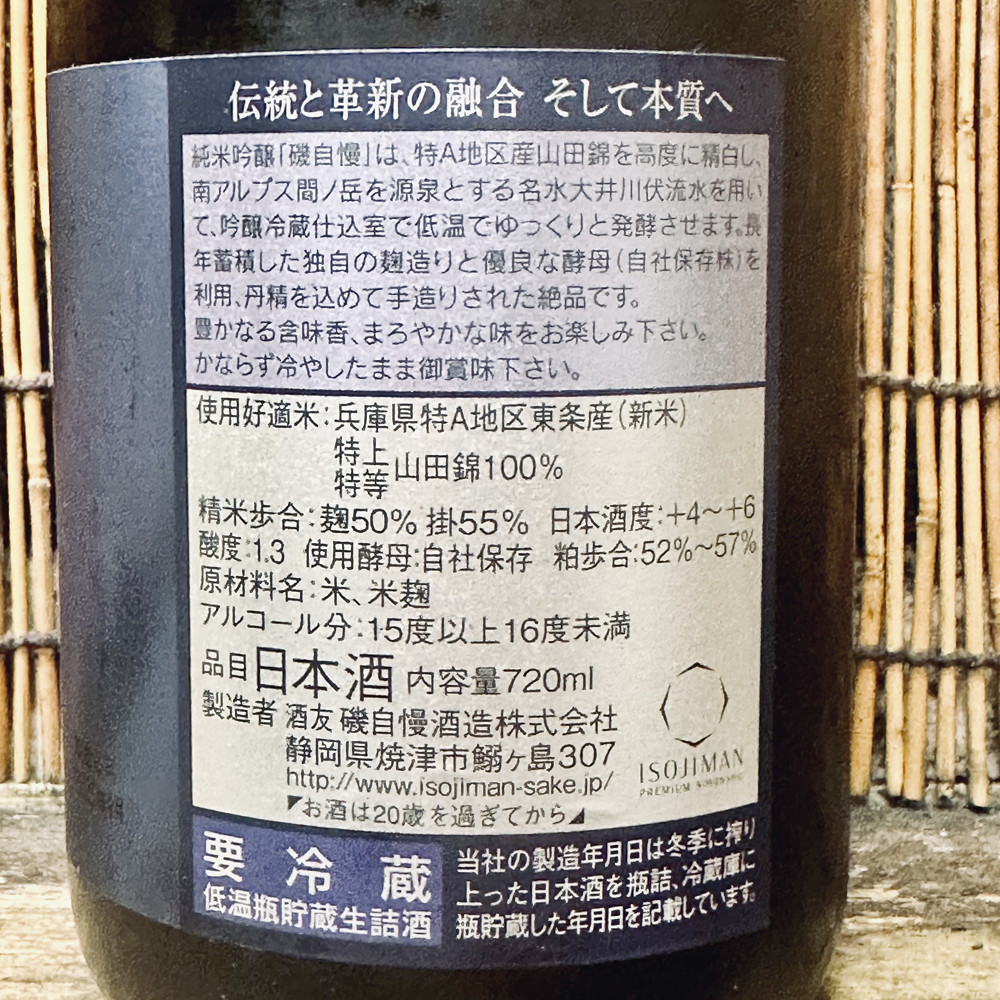 伝統と革新の融合 そして本質へ
純米吟醸「磯自慢」は、特A地区産山田錦を高度に精白し、
南アルプス間ノ岳を源泉とする名水大井川伏流水を用い
て、吟醸冷蔵仕込室で低温でゆっくりと発酵させます。長
年蓄積した独自の麹造りと優良な酵母(自社保存株)を
利用、丹精を込めて手造りされた絶品です。
豊かなる含味香、まろやかな味をお楽しみ下さい。
かならず冷やしたまま御賞味下さい。
使用好適米:兵庫県特A地区東条産(新米)
特上
特等 山田錦100%
精米歩合:麹50% 掛55% 日本酒度:+4〜+6
酸度:1.3 使用酵母:自社保存 粕歩合:52%〜57%
原材料名:米、米麹
アルコール分:15度以上16度未満
品目 日本酒 内容量720ml
製造者 酒友 磯自慢酒造株式会社
静岡県焼津市鰯ヶ島307
http://www.isojiman-sake.jp/
お酒は20歳を過ぎてから
ISOJIMAN
PREMIUM NIHONSHU
要冷蔵
低温瓶貯蔵生詰酒
当社の製造年月日は冬季に搾り
上った日本酒を瓶詰、冷蔵庫に
瓶貯蔵した年月日を記載しています。